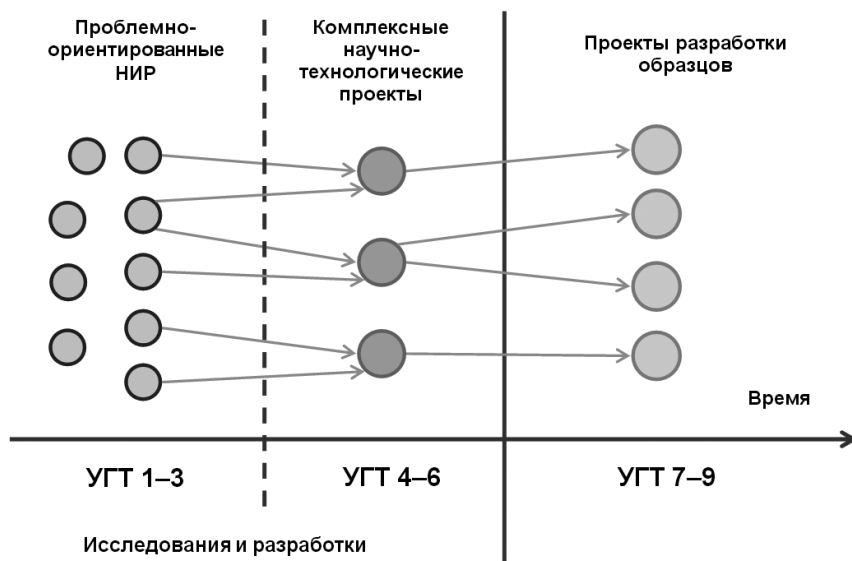 Проблемно-
ориентированные
НИР
Комплексные
научно-
технологические
проекты
Проекты разработки
образцов
Время
УГТ 1–3
УГТ 4–6
УГТ 7–9
Исследования и разработки